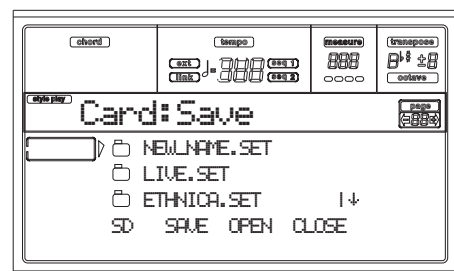 chord tempo measure transpose
ext seq 1
link seq 2
octave
style play
Card:Save page
NEW_NAME.SET
LIVE.SET
ETHNICA.SET
SD SAVE OPEN CLOSE